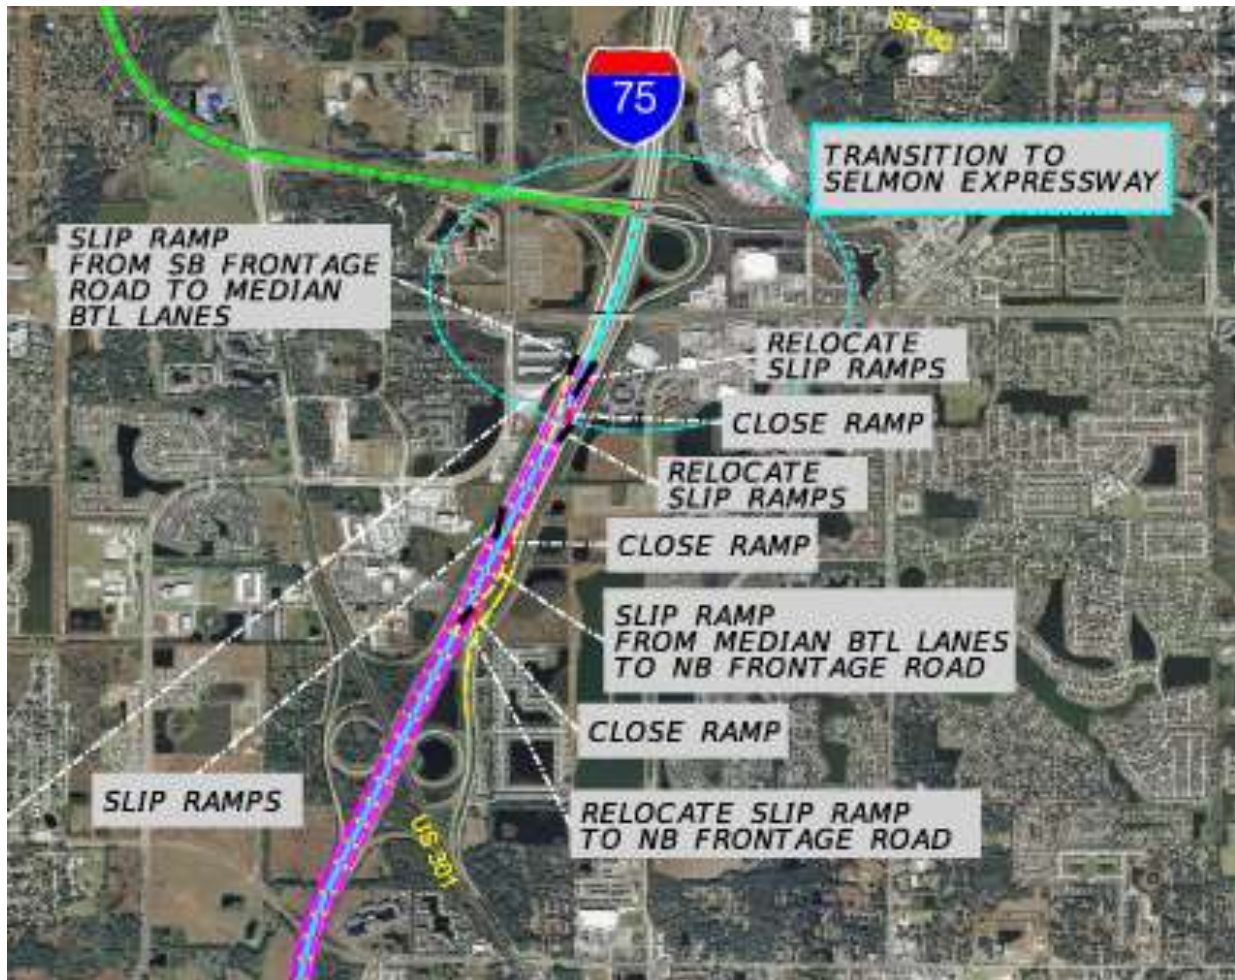 SR 60
75
TRANSITION TO
SELMON EXPRESSWAY
SLIP RAMP
FROM SB FRONTAGE
ROAD TO MEDIAN
BTL LANES
RELOCATE
SLIP RAMPS
CLOSE RAMP
RELOCATE
SLIP RAMPS
CLOSE RAMP
SLIP RAMP
FROM MEDIAN BTL LANES
TO NB FRONTAGE ROAD
CLOSE RAMP
SLIP RAMPS
RELOCATE SLIP RAMP
TO NB FRONTAGE ROAD
US 301